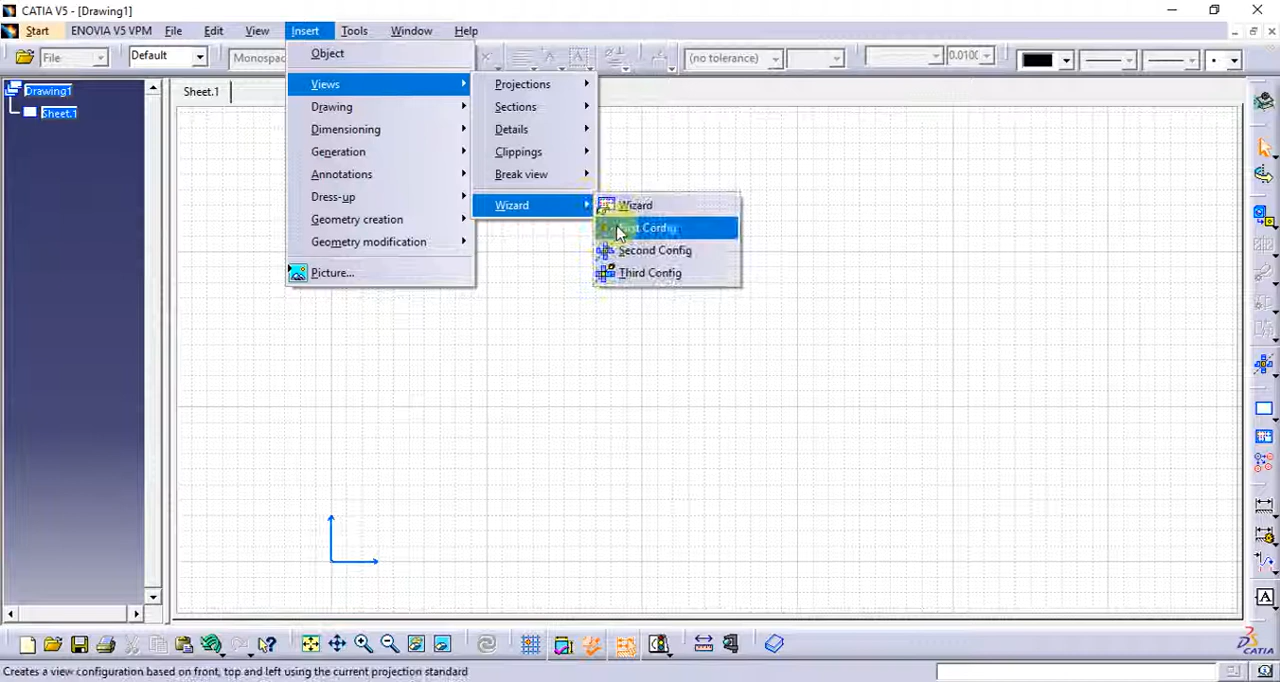 CATIA V5 - [Drawing1]
Start ENOVIA V5 VPM File Edit View Insert Tools Window Help
File Default Monospac (no tolerance) 0.010
Object
Views
Drawing
Dimensioning
Generation
Annotations
Dress-up
Geometry creation
Geometry modification
Picture...
Projections
Sections
Details
Clippings
Break view
Wizard
Wizard
First Config
Second Config
Third Config
Drawing1
Sheet.1
Sheet.1
A
CATIA
Creates a view configuration based on front, top and left using the current projection standard